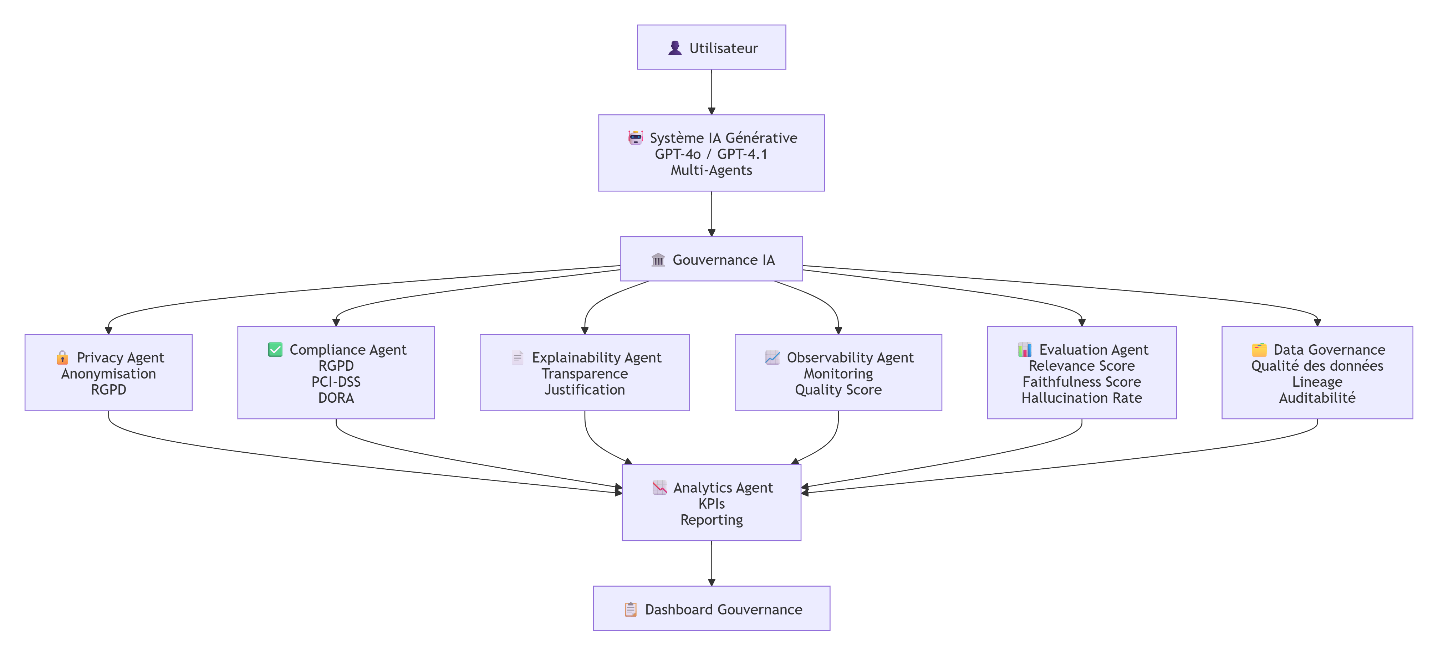 👤 Utilisateur
🤖 Système IA Générative
GPT-4o / GPT-4.1
Multi-Agents
🏛️ Gouvernance IA
🔒 Privacy Agent
Anonymisation
RGPD
✅ Compliance Agent
RGPD
PCI-DSS
DORA
📄 Explainability Agent
Transparence
Justification
📈 Observability Agent
Monitoring
Quality Score
📊 Evaluation Agent
Relevance Score
Faithfulness Score
Hallucination Rate
🗂️ Data Governance
Qualité des données
Lineage
Auditabilité
📉 Analytics Agent
KPIs
Reporting
📋 Dashboard Gouvernance